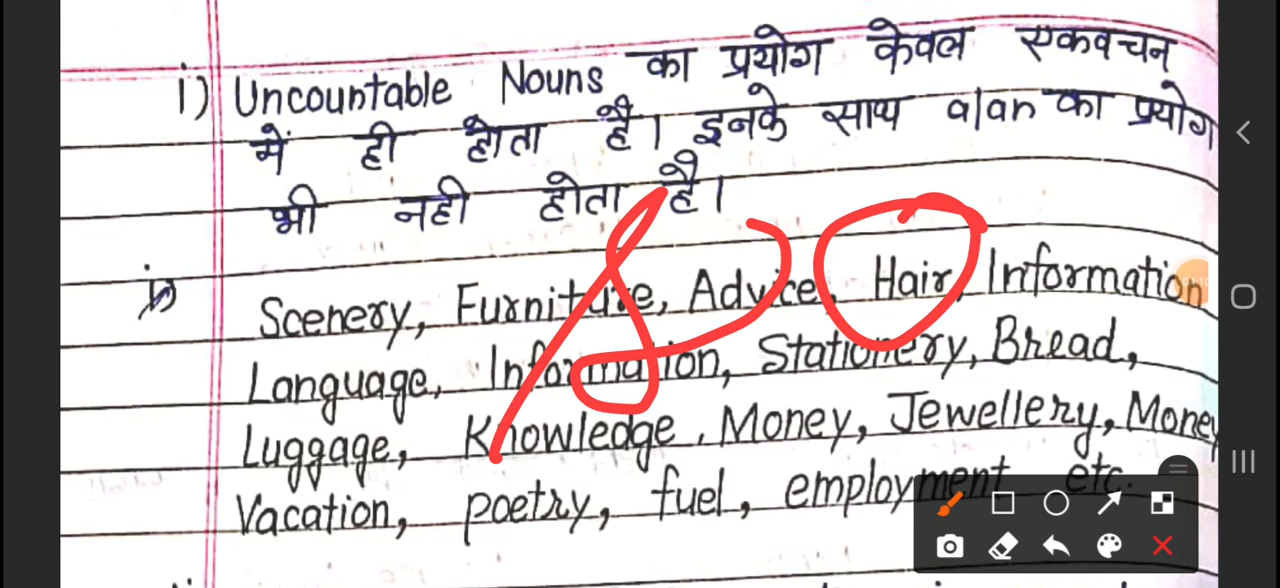 i) Uncountable Nouns का प्रयोग केवल एकवचन
में ही होता है। इनके साथ a/an का प्रयोग
भी नही होता है।
Scenery, Furniture, Advice, Hair, Information
Language, Information, Stationery, Bread,
Luggage, Knowledge, Money, Jewellery, Money
Vacation, poetry, fuel, employment etc.